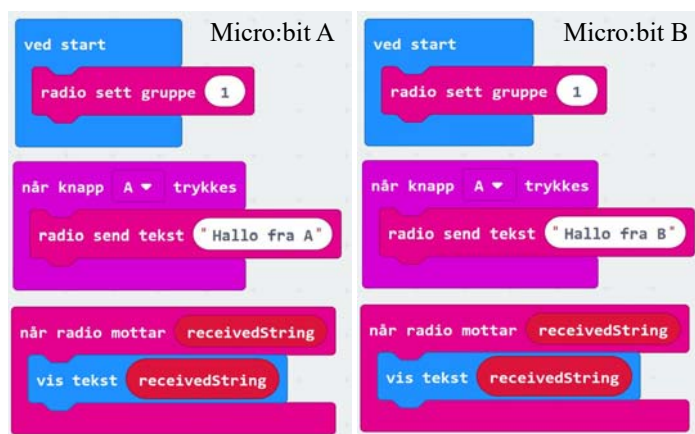 Micro:bit A
ved start
radio sett gruppe 1
når knapp A trykkes
radio send tekst "Hallo fra A"
når radio mottar receivedString
vis tekst receivedString
Micro:bit B
ved start
radio sett gruppe 1
når knapp A trykkes
radio send tekst "Hallo fra B"
når radio mottar receivedString
vis tekst receivedString